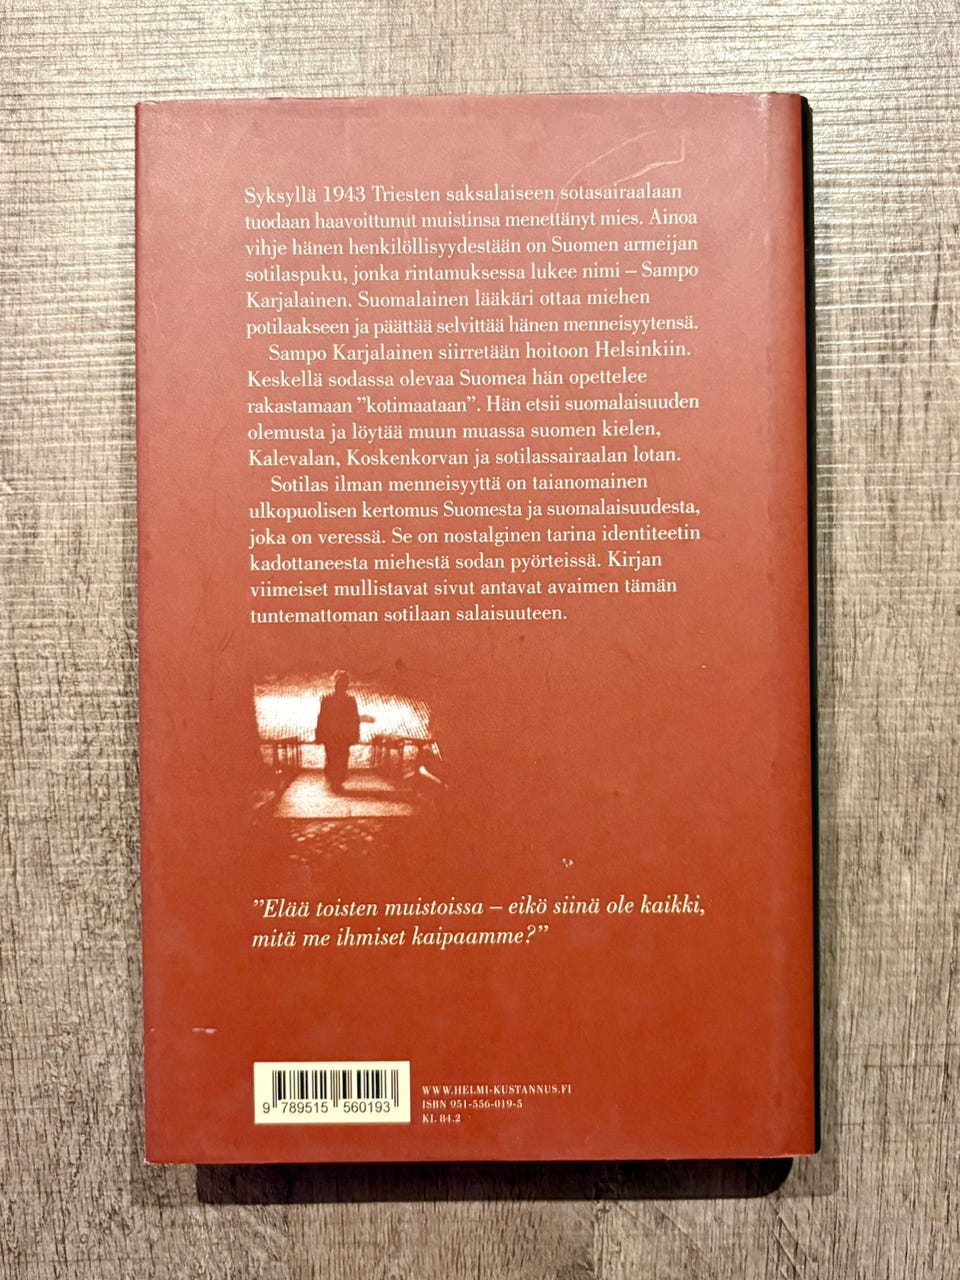 Syksyllä 1943 Triesten saksalaiseen sotasairaalaan
tuodaan haavoittunut muistinsa menettänyt mies. Ainoa
vihje hänen henkilöllisyydestään on Suomen armeijan
sotilaspuku, jonka rintamuksessa lukee nimi – Sampo
Karjalainen. Suomalainen lääkäri ottaa miehen
potilaakseen ja päättää selvittää hänen menneisyytensä.
Sampo Karjalainen siirretään hoitoon Helsinkiin.
Keskellä sodassa olevaa Suomea hän opettelee
rakastamaan ”kotimaataan”. Hän etsii suomalaisuuden
olemusta ja löytää muun muassa suomen kielen,
Kalevalan, Koskenkorvan ja sotilassairaalan lotan.
Sotilas ilman menneisyyttä on taianomainen
ulkopuolisen kertomus Suomesta ja suomalaisuudesta,
joka on veressä. Se on nostalginen tarina identiteetin
kadottaneesta miehestä sodan pyörteissä. Kirjan
viimeiset mullistavat sivut antavat avaimen tämän
tuntemattoman sotilaan salaisuuteen.
”Elää toisten muistoissa – eikö siinä ole kaikki,
mitä me ihmiset kaipaamme?”
9 789515 560193
WWW.HELMI-KUSTANNUS.FI
ISBN 951-556-019-5
KL 84.2